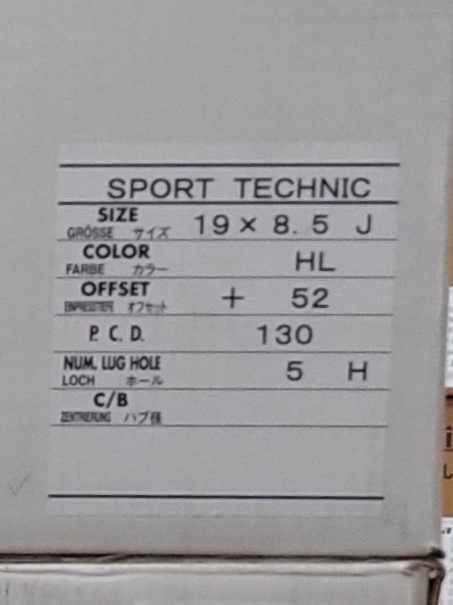 SPORT TECHNIC
SIZE 19×8.5 J
GRÖSSE サイズ
COLOR HL
FARBE カラー
OFFSET + 52
EINPRESSTIEFE オフセット
P. C. D. 130
NUM. LUG HOLE 5 H
LOCH ホール
C/B
ZENTRIERUNG ハブ径